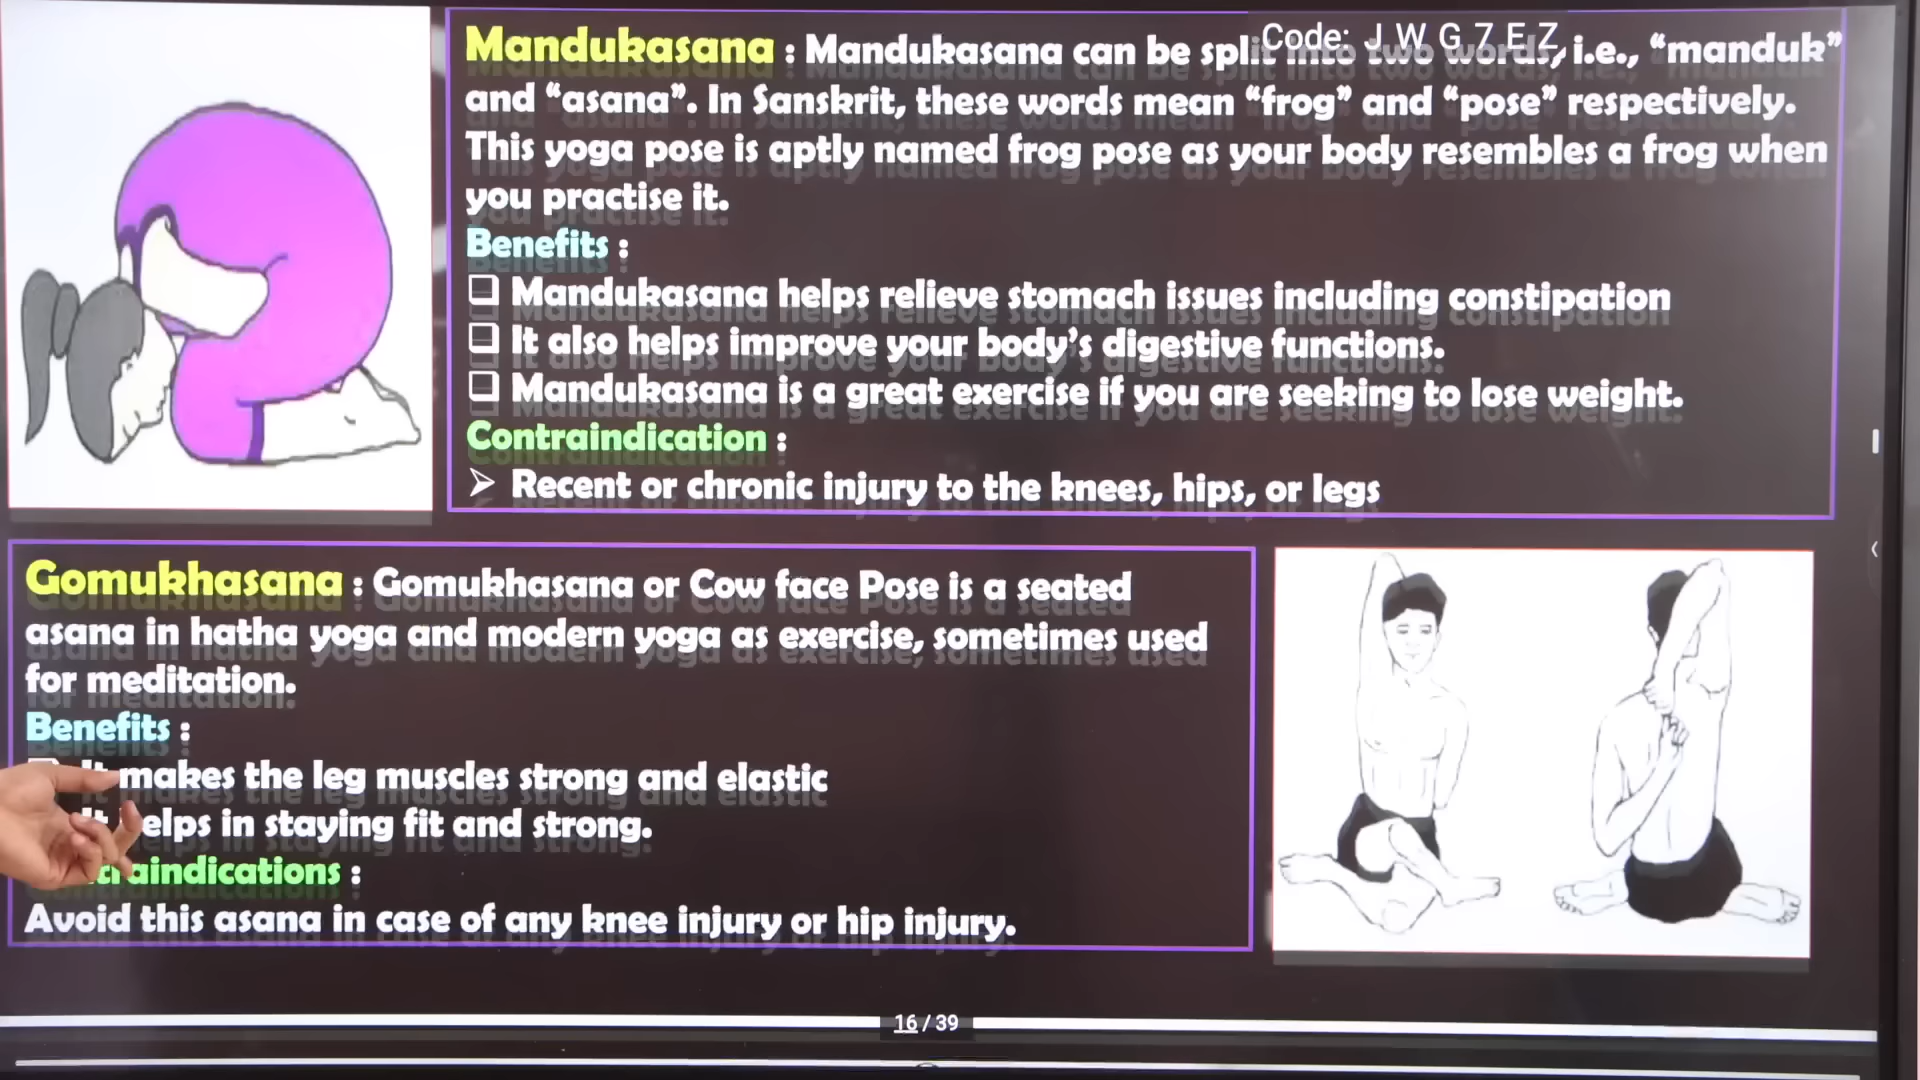 Code: J W G 7 E Z
Mandukasana : Mandukasana can be split into two words, i.e., “manduk”
and “asana”. In Sanskrit, these words mean “frog” and “pose” respectively.
This yoga pose is aptly named frog pose as your body resembles a frog when
you practise it.
Benefits :
Mandukasana helps relieve stomach issues including constipation
It also helps improve your body’s digestive functions.
Mandukasana is a great exercise if you are seeking to lose weight.
Contraindication :
Recent or chronic injury to the knees, hips, or legs
Gomukhasana : Gomukhasana or Cow face Pose is a seated
asana in hatha yoga and modern yoga as exercise, sometimes used
for meditation.
Benefits :
It makes the leg muscles strong and elastic
It elps in staying fit and strong.
traindications :
Avoid this asana in case of any knee injury or hip injury.
16 / 39